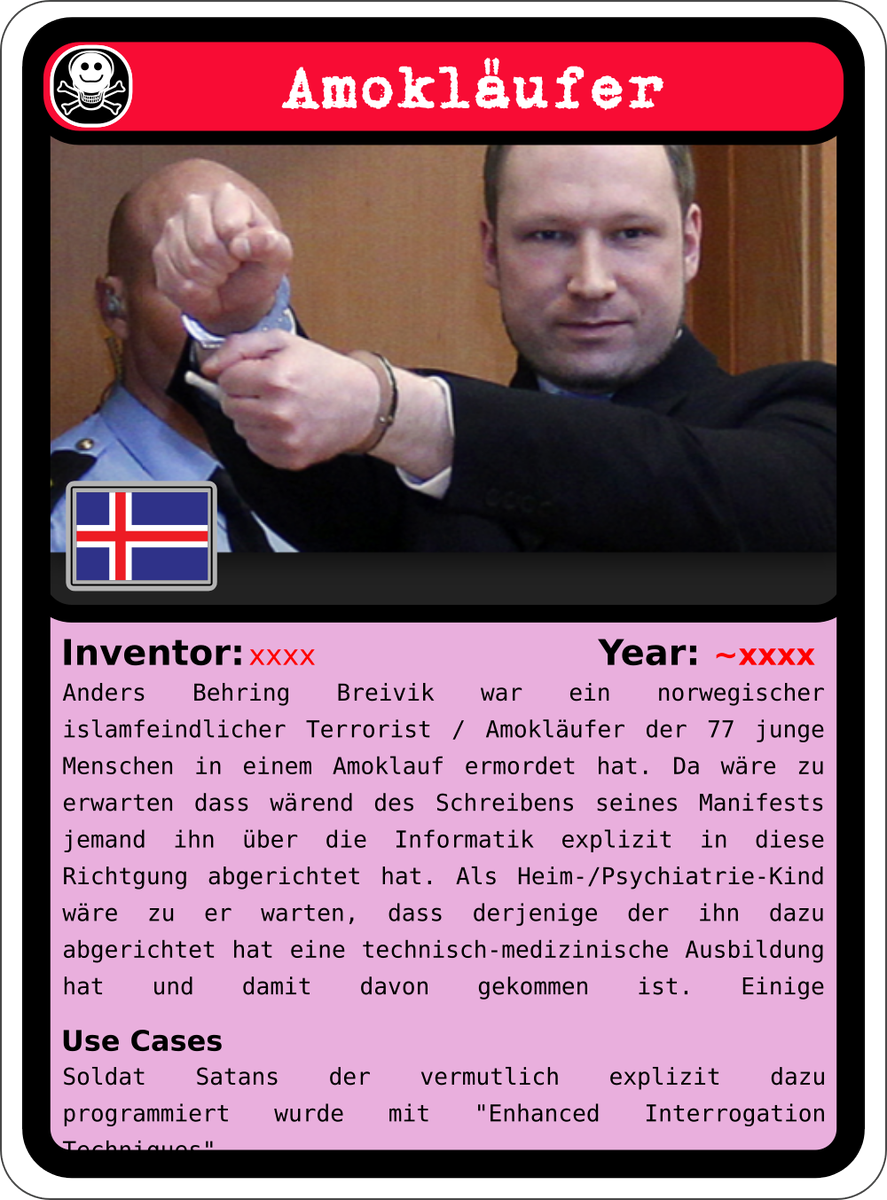 Amokläufer
Inventor: xxxx Year: ~xxxx
Anders Behring Breivik war ein norwegischer
islamfeindlicher Terrorist / Amokläufer der 77 junge
Menschen in einem Amoklauf ermordet hat. Da wäre zu
erwarten dass wärend des Schreibens seines Manifests
jemand ihn über die Informatik explizit in diese
Richtgung abgerichtet hat. Als Heim-/Psychiatrie-Kind
wäre zu er warten, dass derjenige der ihn dazu
abgerichtet hat eine technisch-medizinische Ausbildung
hat und damit davon gekommen ist. Einige
Use Cases
Soldat Satans der vermutlich explizit dazu
programmiert wurde mit "Enhanced Interrogation
Techniques"